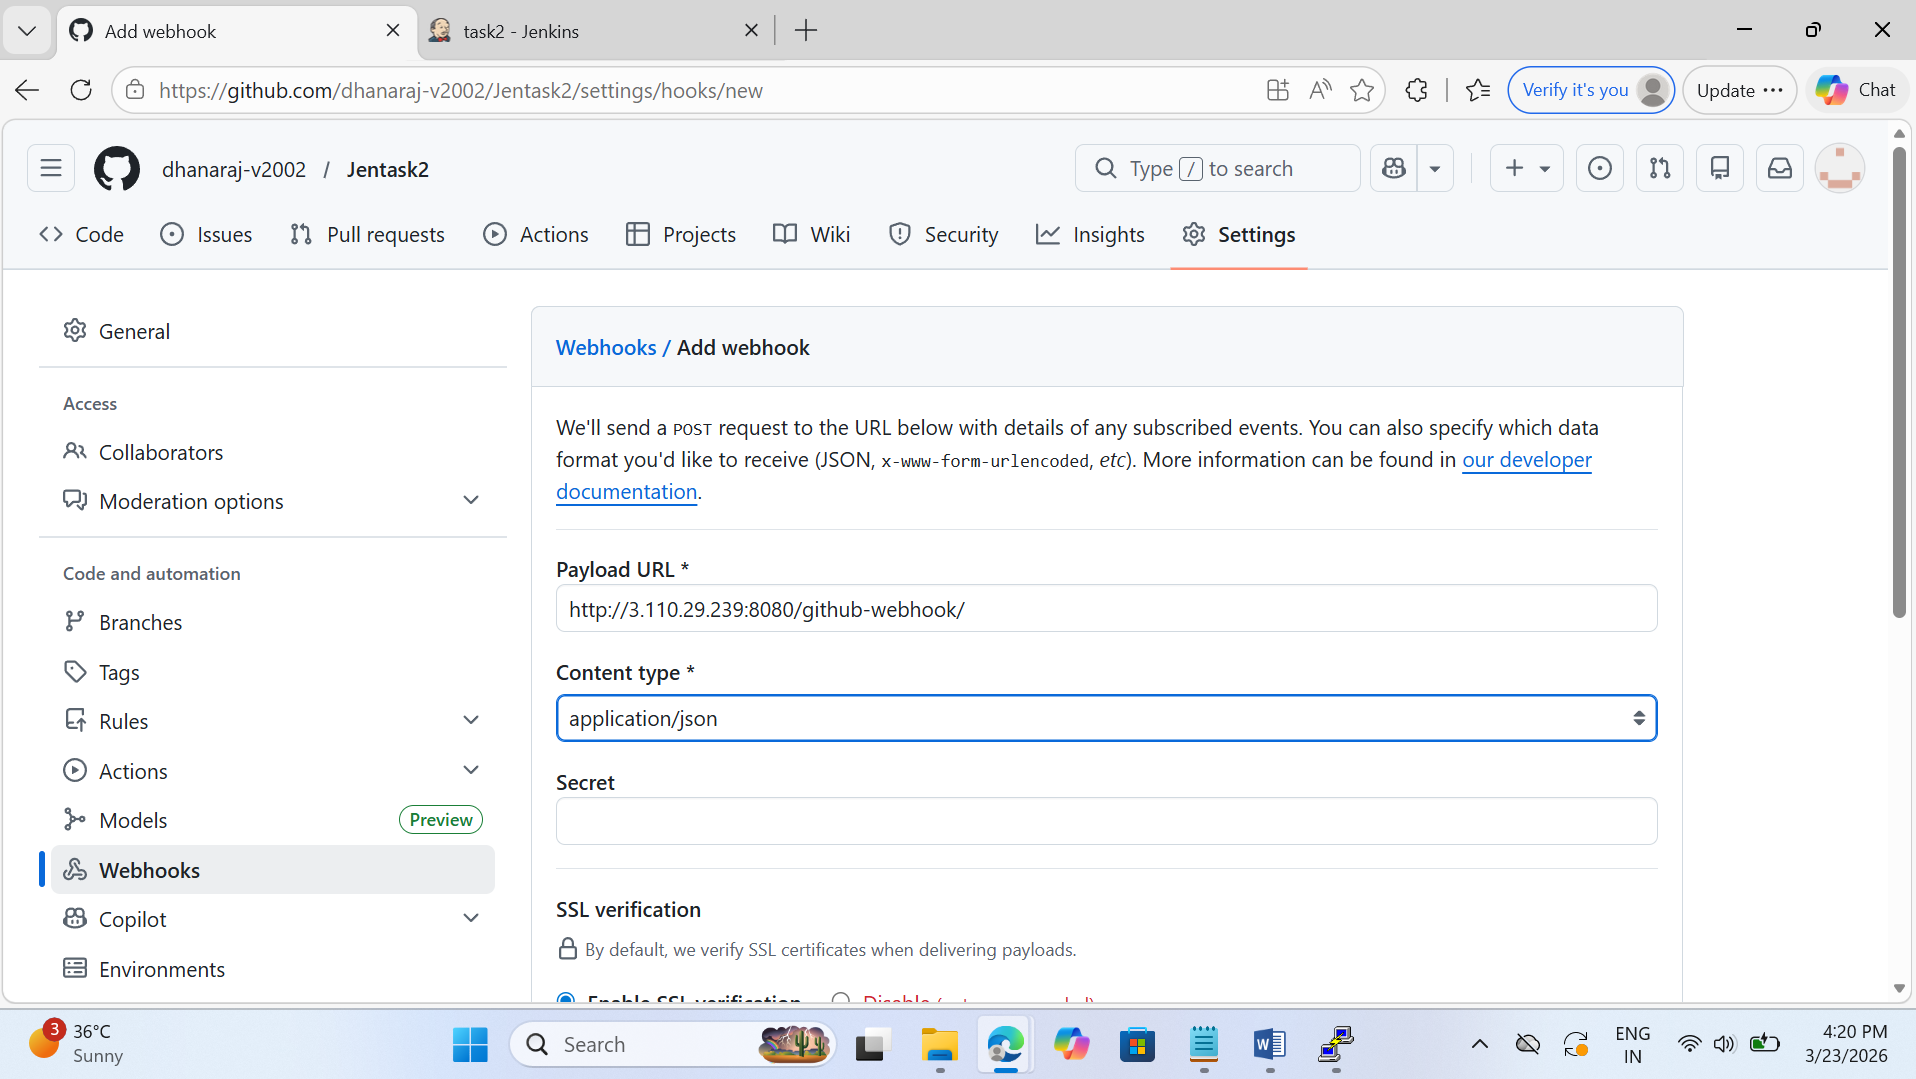 Add webhook
task2 - Jenkins
https://github.com/dhanaraj-v2002/Jentask2/settings/hooks/new
Verify it's you
Update
Chat
dhanaraj-v2002 / Jentask2
Type / to search
Code
Issues
Pull requests
Actions
Projects
Wiki
Security
Insights
Settings
General
Access
Collaborators
Moderation options
Code and automation
Branches
Tags
Rules
Actions
Models
Preview
Webhooks
Copilot
Environments
Webhooks / Add webhook
We'll send a POST request to the URL below with details of any subscribed events. You can also specify which data
format you'd like to receive (JSON, x-www-form-urlencoded, etc). More information can be found in our developer
documentation.
Payload URL *
http://3.110.29.239:8080/github-webhook/
Content type *
application/json
Secret
SSL verification
By default, we verify SSL certificates when delivering payloads.
Enable SSL verification
Disable
3
36°C
Sunny
Search
ENG
IN
4:20 PM
3/23/2026